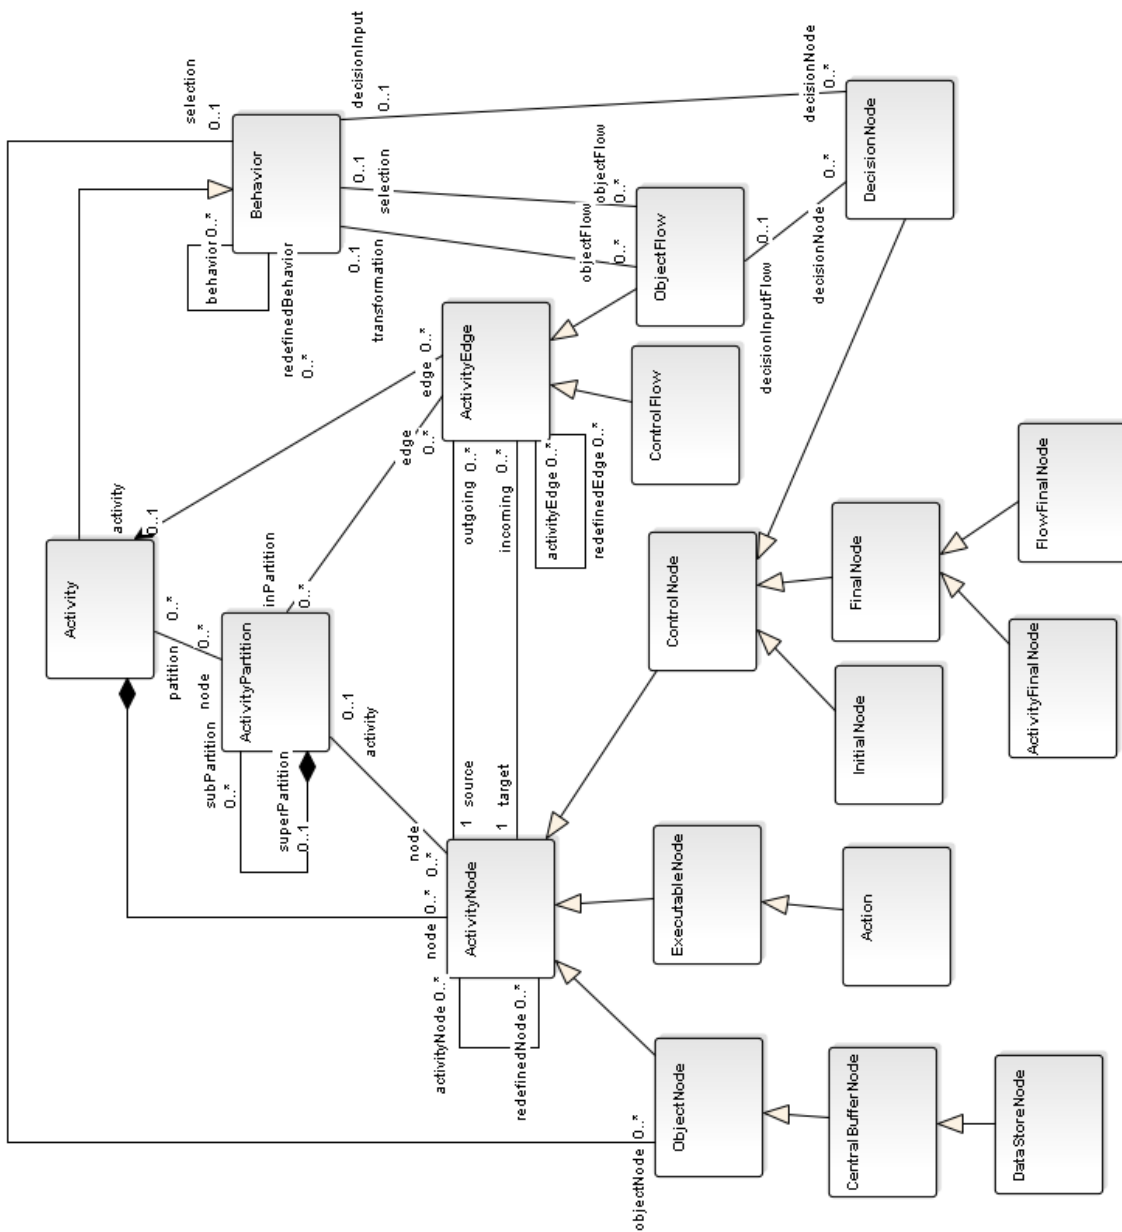 selection
0..1
decisionInput
0..1
Behavior
behavior 0..*
redefinedBehavior
0..*
0..1
transformation
0..1
selection
decisionNode
0..*
objectFlow
0..*
objectFlow
0..*
ObjectFlow
0..1
decisionInputFlow
0..*
decisionNode
DecisionNode
edge 0..*
edge
0..*
ActivityEdge
outgoing 0..*
incoming 0..*
activityEdge 0..*
redefinedEdge 0..*
ControlFlow
activity
0..1
Activity
0..*
patition
0..*
node
inPartition
0..*
ActivityPartition
subPartition
0..*
superPartition
0..1
0..1
activity
1 source
1 target
node
0..*
node 0..*
ActivityNode
activityNode 0..*
redefinedNode 0..*
ControlNode
FinalNode
FlowFinalNode
ActivityFinalNode
InitialNode
ExecutableNode
Action
objectNode 0..*
ObjectNode
CentralBufferNode
DataStoreNode